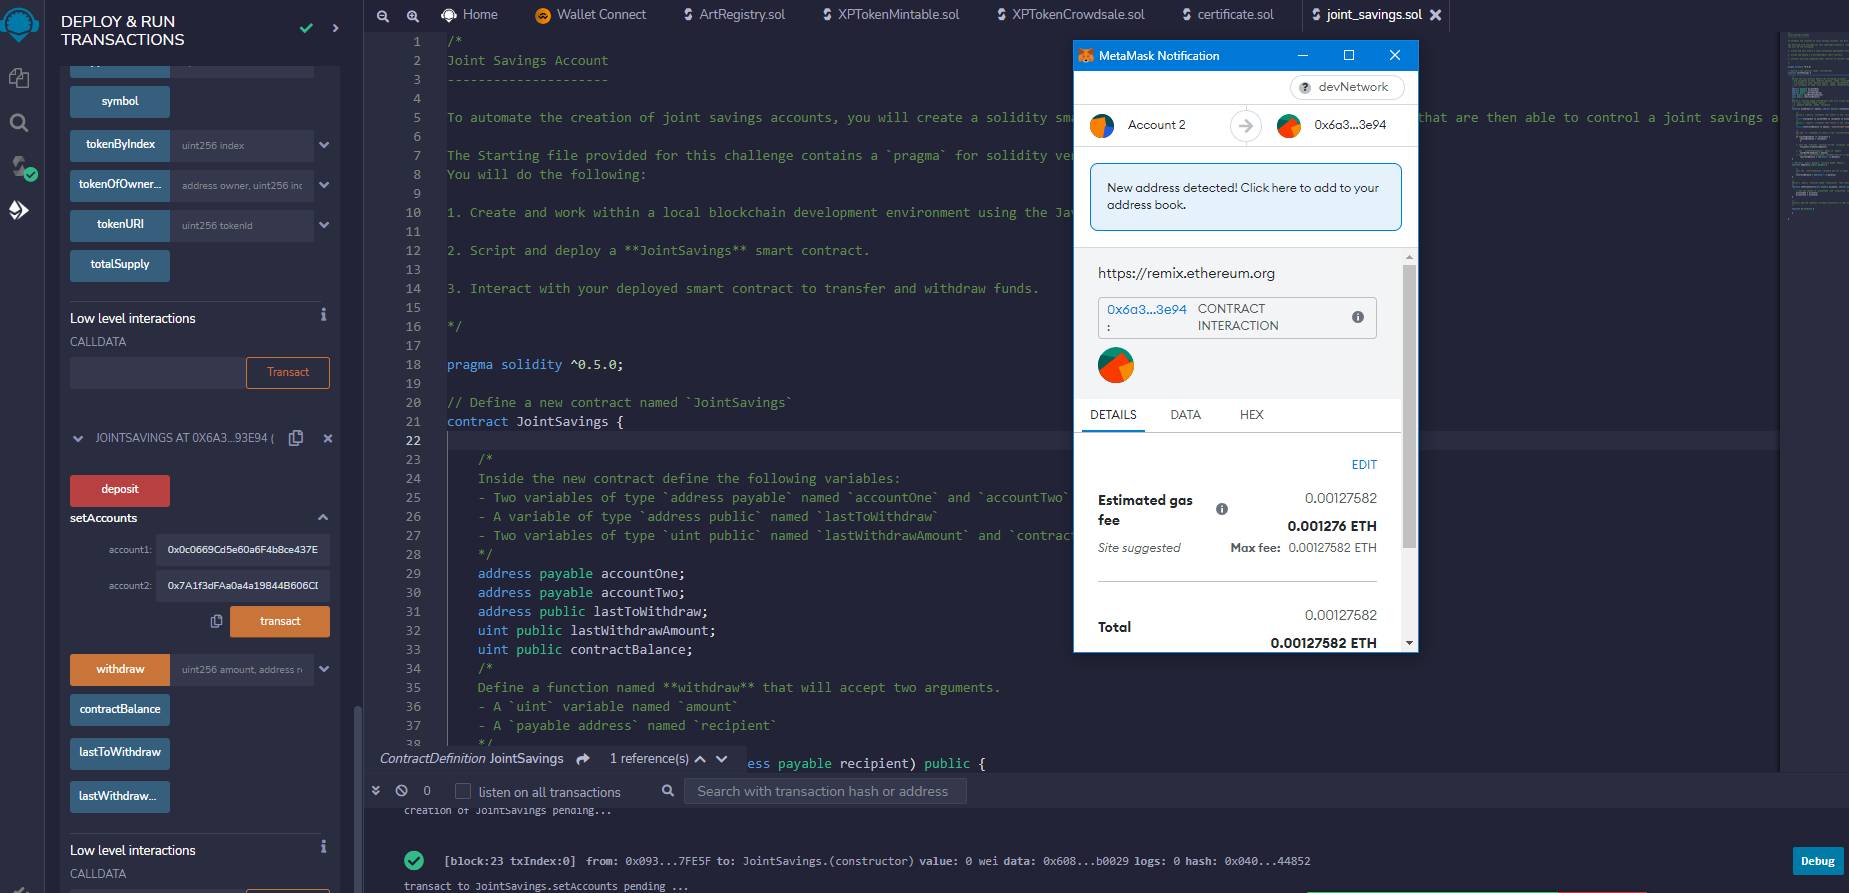 DEPLOY & RUN
TRANSACTIONS
symbol
tokenByIndex
uint256 index
tokenOfOwner...
address owner, uint256 inc
tokenURI
uint256 tokenId
totalSupply
Low level interactions
i
CALLDATA
Transact
JOINTSAVINGS AT 0X6A3...93E94 (
deposit
setAccounts
account1:
0x0c0669Cd5e60a6F4b8ce437E
account2:
transact
withdraw
uint256 amount, address re
contractBalance
lastToWithdraw
lastWithdraw...
Low level interactions
i
CALLDATA
Home
Wallet Connect
ArtRegistry.sol
XPTokenMintable.sol
XPTokenCrowdsale.sol
certificate.sol
joint_savings.sol
1 /*
2 Joint Savings Account
3 ---------------------
4
5 To automate the creation of joint savings accounts, you will create a solidity sma
that are then able to control a joint savings a
6
7 The Starting file provided for this challenge contains a `pragma` for solidity ver
8 You will do the following:
9
10 1. Create and work within a local blockchain development environment using the Jav
11
12 2. Script and deploy a **JointSavings** smart contract.
13
14 3. Interact with your deployed smart contract to transfer and withdraw funds.
15
16 */
17
18 pragma solidity ^0.5.0;
19
20 // Define a new contract named `JointSavings`
21 contract JointSavings {
22
23 /*
24 Inside the new contract define the following variables:
25 - Two variables of type `address payable` named `accountOne` and `accountTwo`
26 - A variable of type `address public` named `lastToWithdraw`
27 - Two variables of type `uint public` named `lastWithdrawAmount` and `contrac
28 */
29 address payable accountOne;
30 address payable accountTwo;
31 address public lastToWithdraw;
32 uint public lastWithdrawAmount;
33 uint public contractBalance;
34 /*
35 Define a function named **withdraw** that will accept two arguments.
36 - A `uint` variable named `amount`
37 - A `payable address` named `recipient`
38 */
ess payable recipient) public {
ContractDefinition JointSavings
1 reference(s)
0
listen on all transactions
Search with transaction hash or address
creation of JointSavings pending...
[block:23 txIndex:0] from: 0x093...7FE5F to: JointSavings.(constructor) value: 0 wei data: 0x608...b0029 logs: 0 hash: 0x040...44852
Debug
transact to JointSavings.setAccounts pending ...
MetaMask Notification
? devNetwork
Account 2
0x6a3...3e94
New address detected! Click here to add to your
address book.
https://remix.ethereum.org
0x6a3...3e94
:
CONTRACT
INTERACTION
DETAILS
DATA
HEX
EDIT
Estimated gas
fee
0.00127582
0.001276 ETH
Site suggested
Max fee: 0.00127582 ETH
Total
0.00127582
0.00127582 ETH